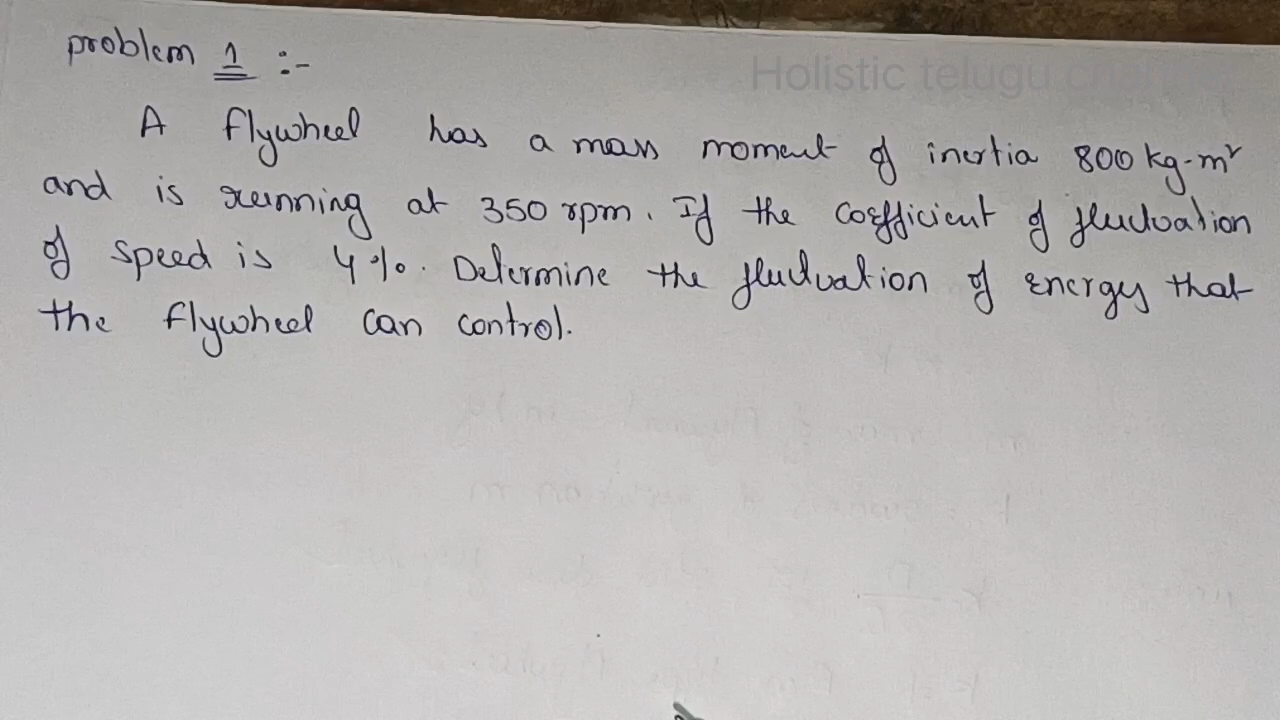 problem 1 :-
Holistic telugu channel
A flywheel has a mass moment of inertia 800 kg-m²
and is running at 350 rpm. If the coefficient of fluctuation
of speed is 4%. Determine the fluctuation of energy that
the flywheel can control.